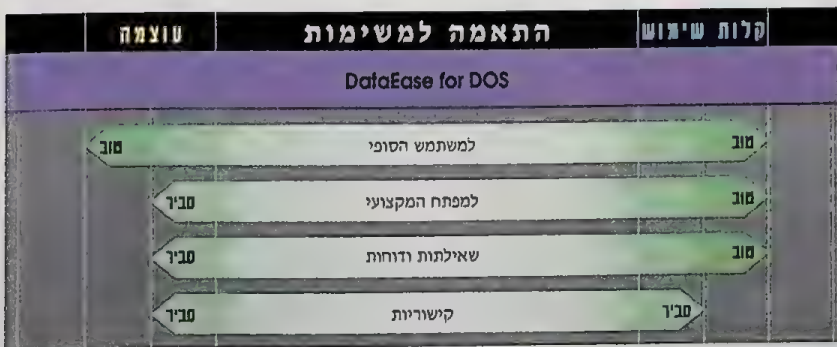 קלות שימוש התאמה למשימות עוצמה
DataEase for DOS
טוב למשתמש הסופי טוב
טוב למפתח המקצועי סביר
טוב שאילתות ודוחות סביר
סביר קישוריות סביר